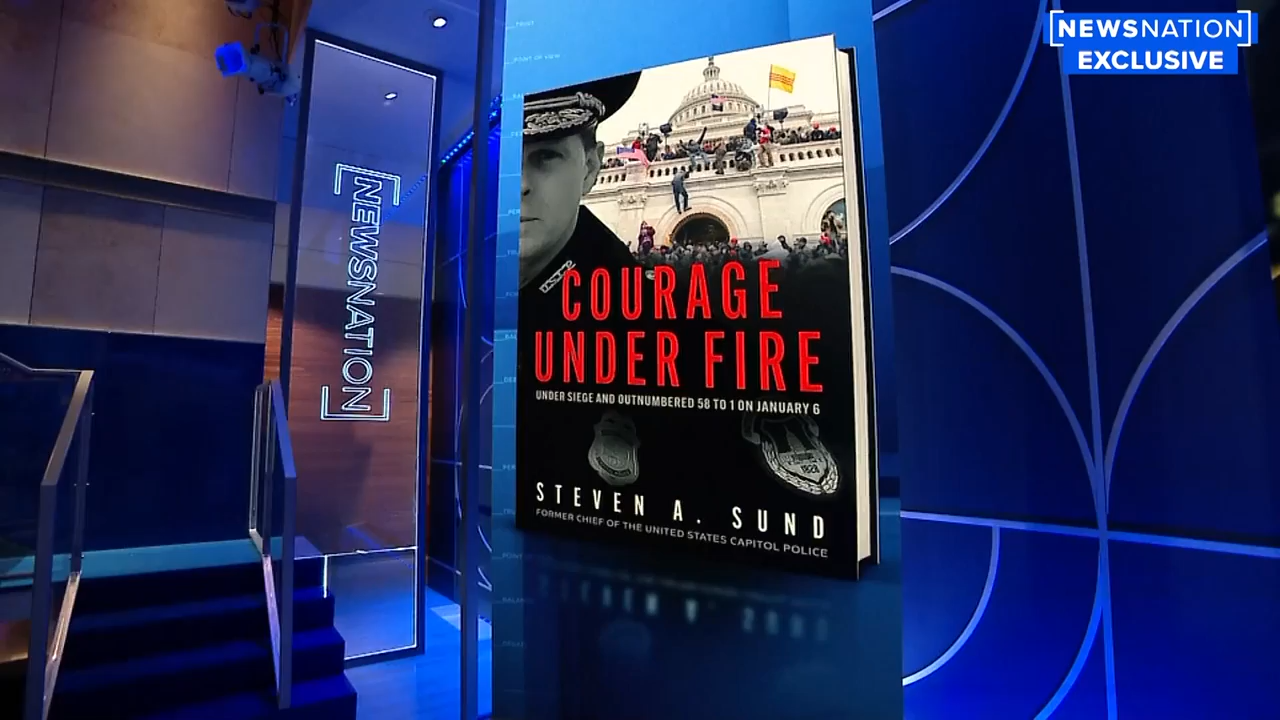 [NEWSNATION]
EXCLUSIVE
[NEWSNATION]
COURAGE
UNDER FIRE
UNDER SIEGE AND OUTNUMBERED 58 TO 1 ON JANUARY 6
1828
STEVEN A. SUND
FORMER CHIEF OF THE UNITED STATES CAPITOL POLICE